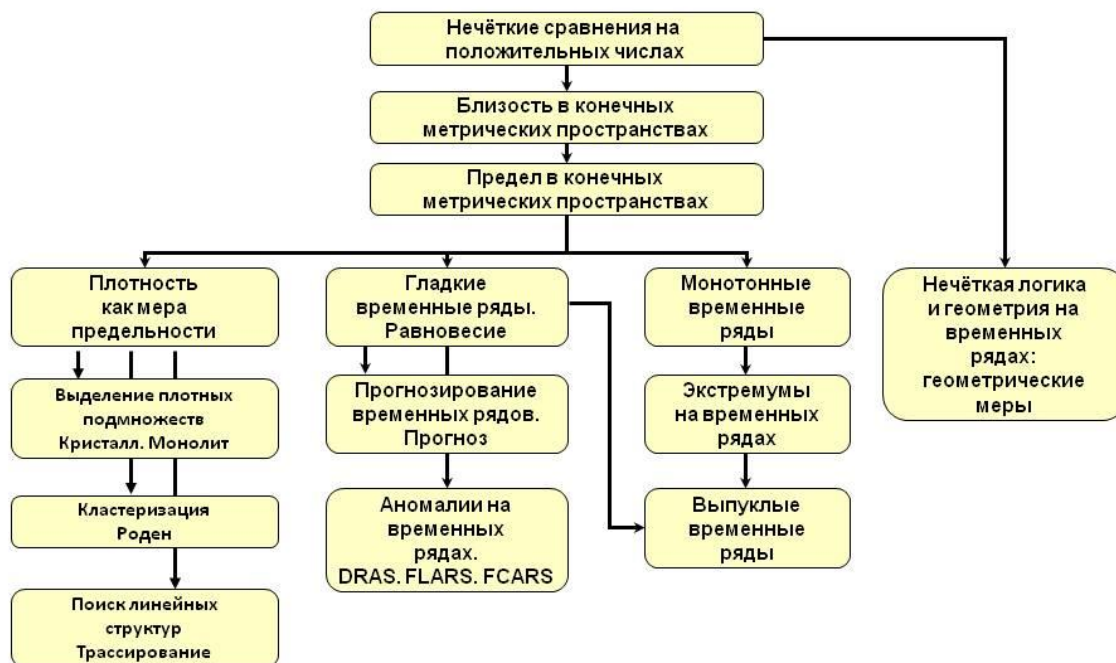 Нечёткие сравнения на
положительных числах
Близость в конечных
метрических пространствах
Предел в конечных
метрических пространствах
Плотность
как мера
предельности
Гладкие
временные ряды.
Равновесие
Монотонные
временные
ряды
Нечёткая логика
и геометрия на
временных
рядах:
геометрические
меры
Выделение плотных
подмножеств
Кристалл. Монолит
Прогнозирование
временных рядов.
Прогноз
Экстремумы
на временных
рядах
Кластеризация
Роден
Аномалии на
временных
рядах.
DRAS. FLARS. FCARS
Выпуклые
временные
ряды
Поиск линейных
структур
Трассирование